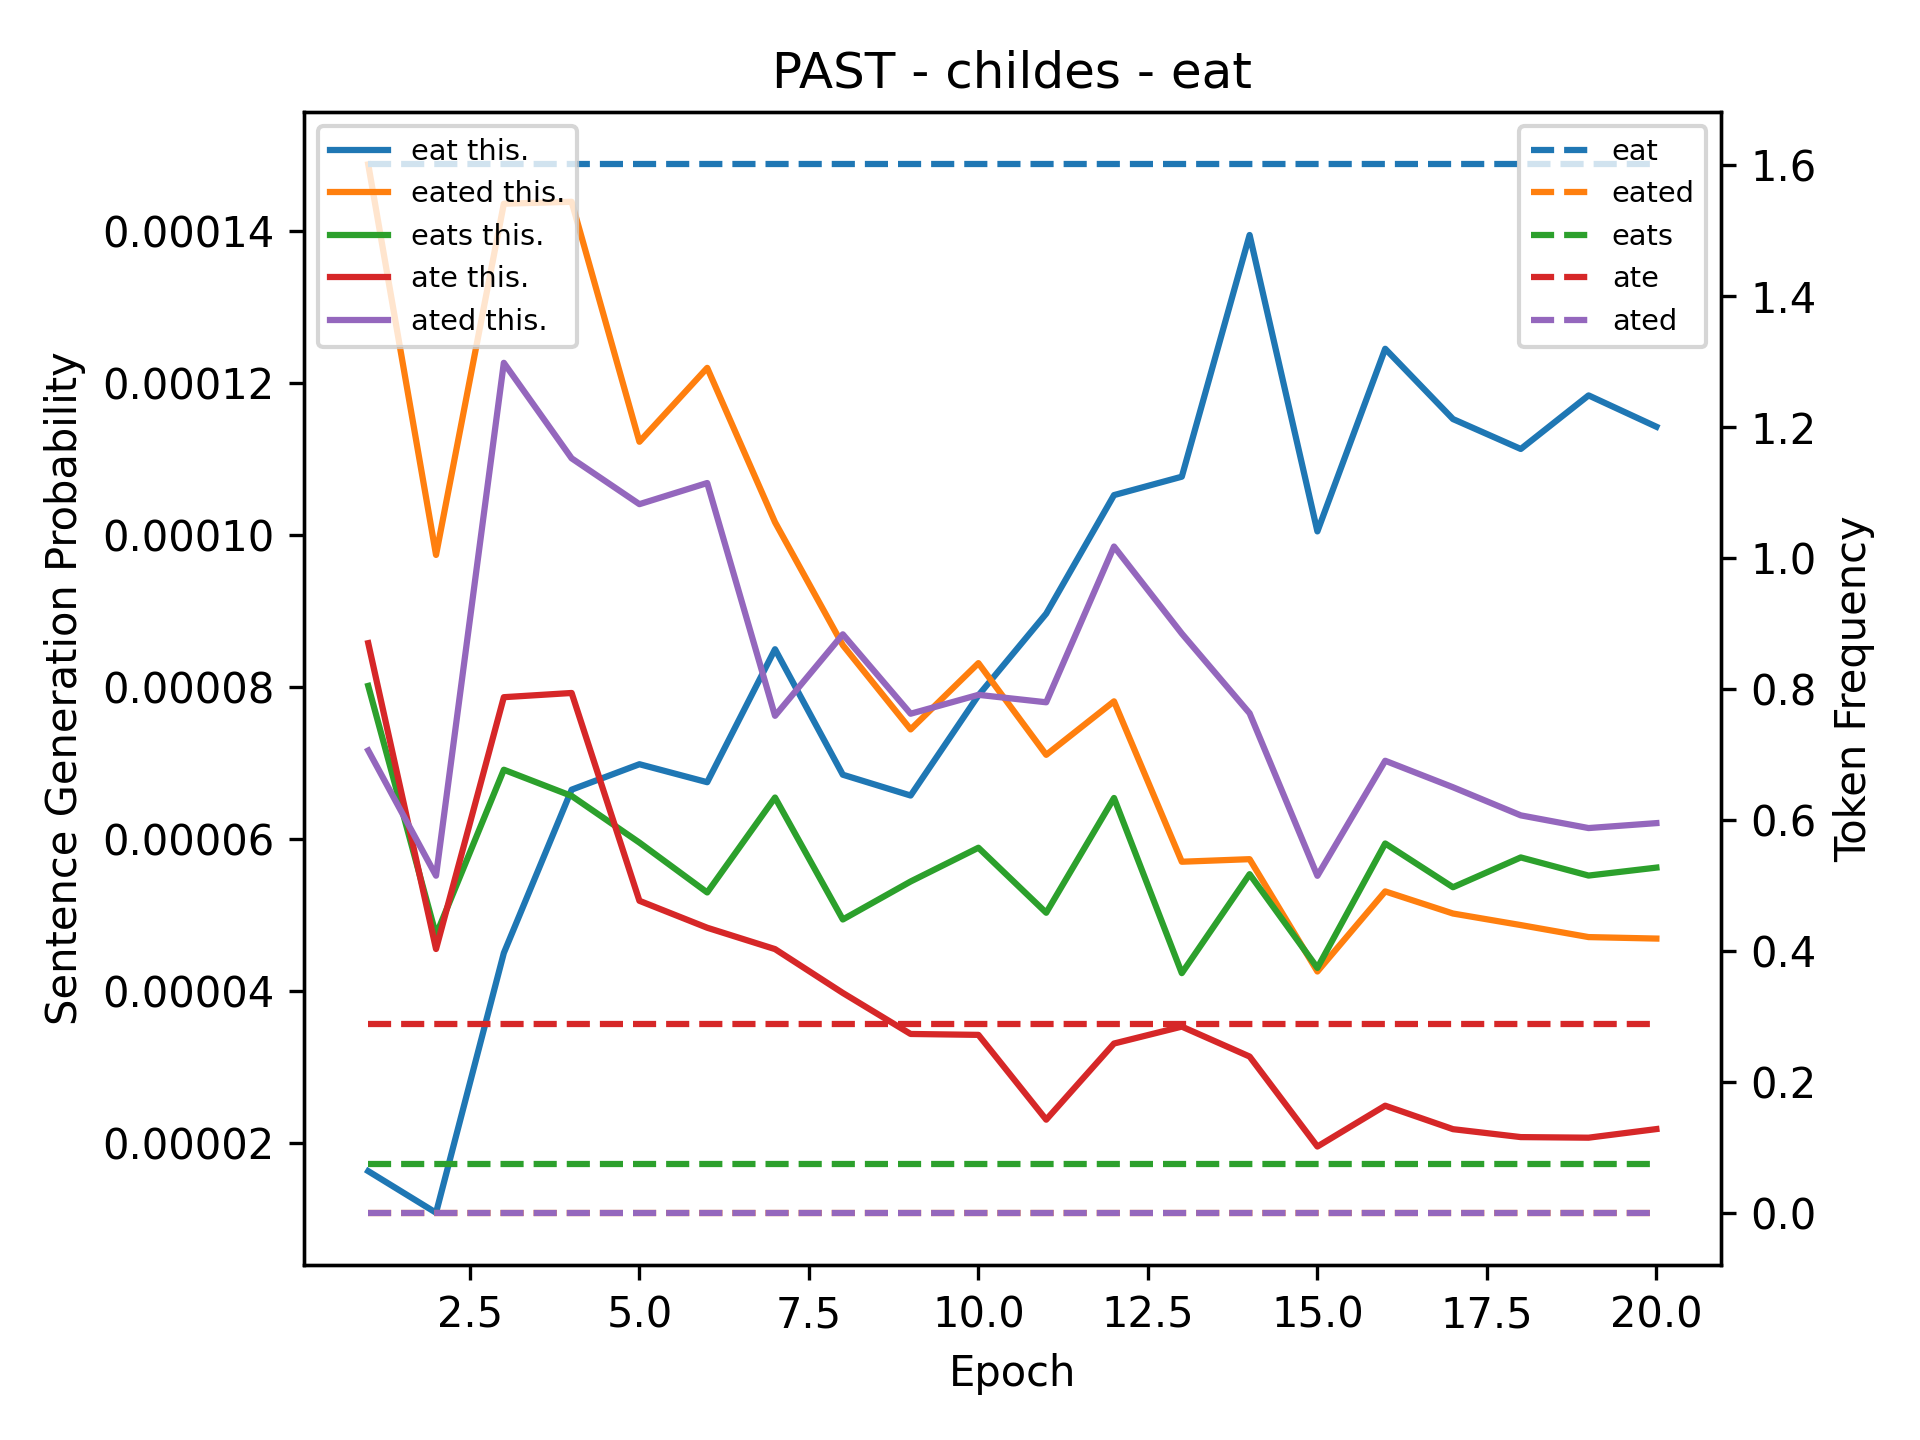 PAST - childes - eat
eat this.
eated this.
eats this.
ate this.
ated this.
eat
eated
eats
ate
ated
Sentence Generation Probability
0.00014
0.00012
0.00010
0.00008
0.00006
0.00004
0.00002
1.6
1.4
1.2
1.0
0.8
0.6
0.4
0.2
0.0
Token Frequency
2.5 5.0 7.5 10.0 12.5 15.0 17.5 20.0
Epoch